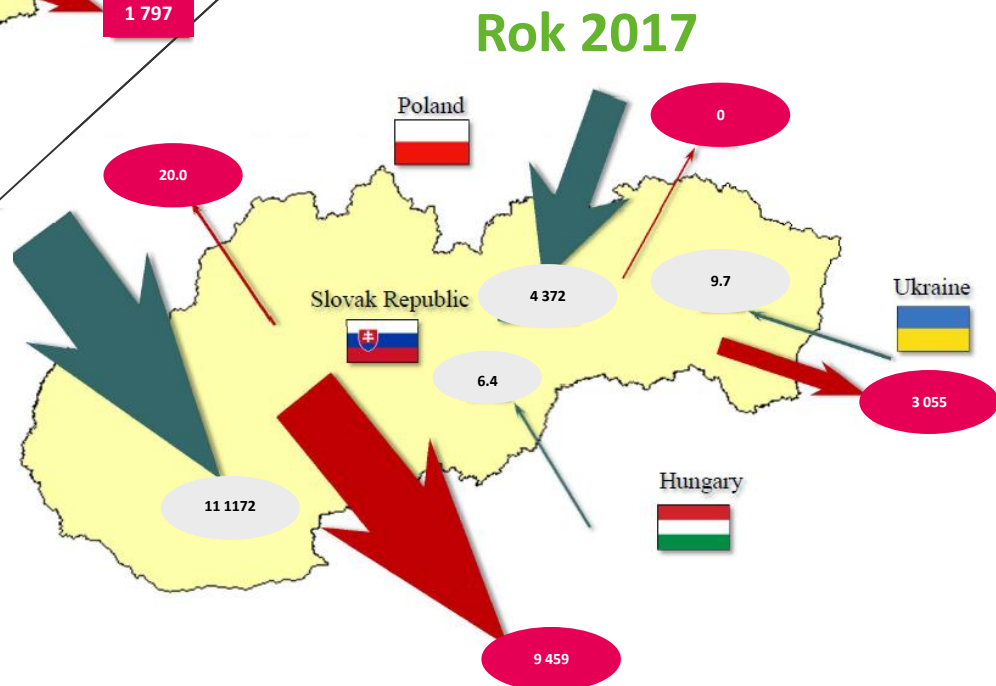 1 797
Rok 2017
Poland
0
20.0
9.7
4 372
Slovak Republic
Ukraine
6.4
3 055
Hungary
11 1172
9 459